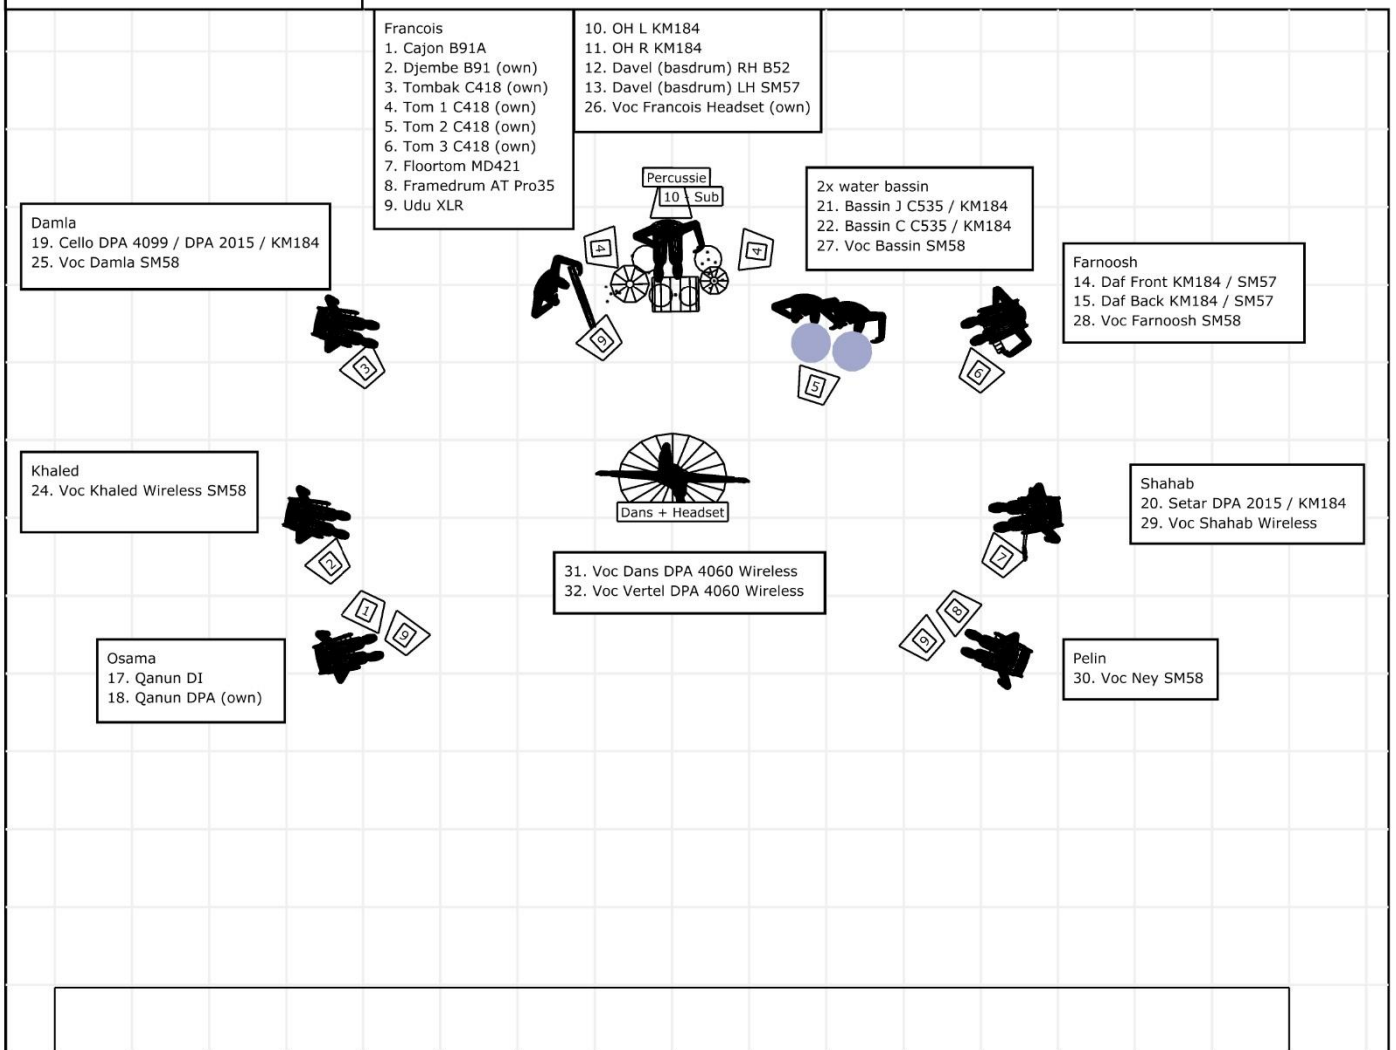 Francois
1. Cajon B91A
2. Djembe B91 (own)
3. Tombak C418 (own)
4. Tom 1 C418 (own)
5. Tom 2 C418 (own)
6. Tom 3 C418 (own)
7. Floortom MD421
8. Framedrum AT Pro35
9. Udu XLR
10. OH L KM184
11. OH R KM184
12. Davel (basdrum) RH B52
13. Davel (basdrum) LH SM57
26. Voc Francois Headset (own)
Percussie
10 - Sub
4
4
2x water bassin
21. Bassin J C535 / KM184
22. Bassin C C535 / KM184
27. Voc Bassin SM58
Damla
19. Cello DPA 4099 / DPA 2015 / KM184
25. Voc Damla SM58
Farnoosh
14. Daf Front KM184 / SM57
15. Daf Back KM184 / SM57
28. Voc Farnoosh SM58
3
9
5
6
Khaled
24. Voc Khaled Wireless SM58
Dans + Headset
Shahab
20. Setar DPA 2015 / KM184
29. Voc Shahab Wireless
2
7
31. Voc Dans DPA 4060 Wireless
32. Voc Vertel DPA 4060 Wireless
1
9
8
9
Osama
17. Qanun DI
18. Qanun DPA (own)
Pelin
30. Voc Ney SM58